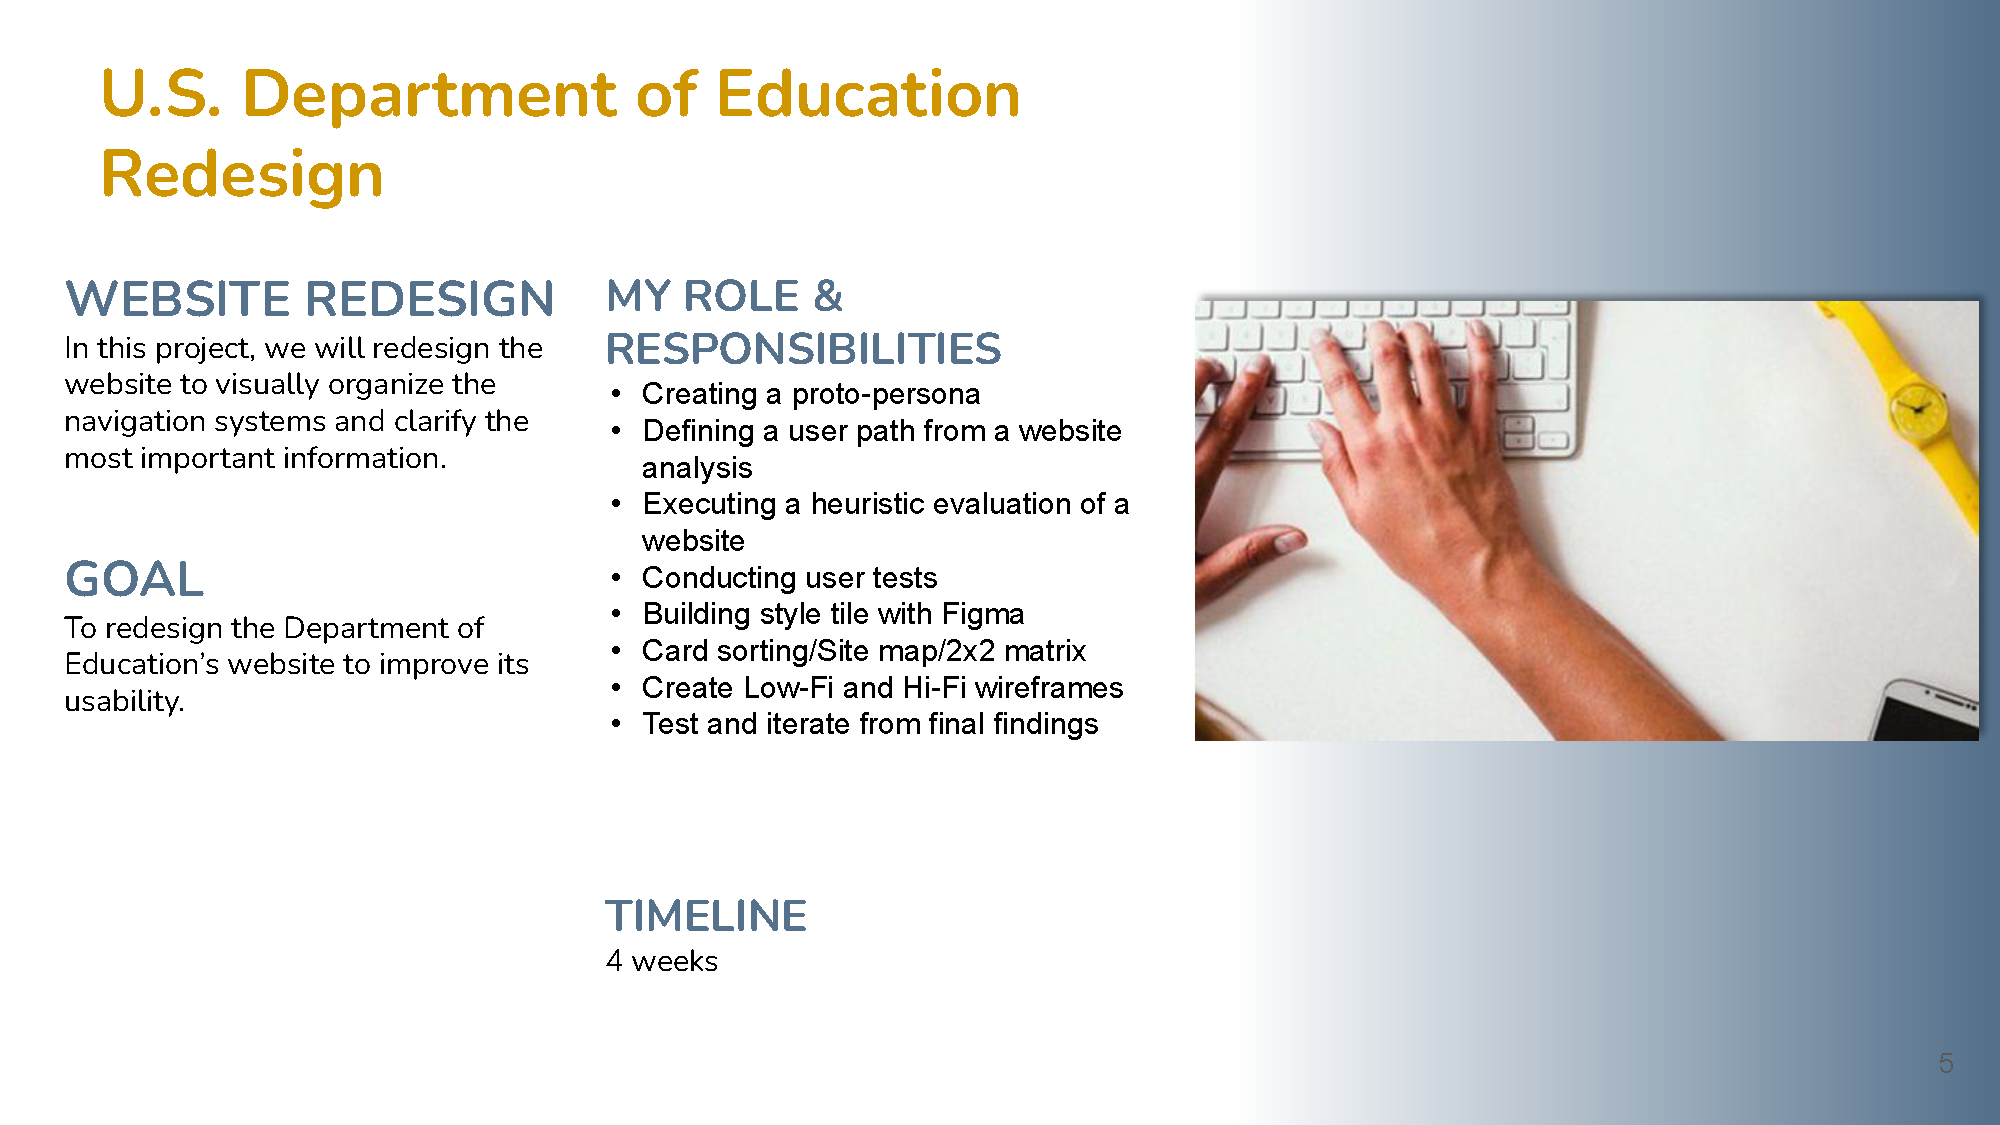 U.S. Department of Education
Redesign
WEBSITE REDESIGN
In this project, we will redesign the
website to visually organize the
navigation systems and clarify the
most important information.
GOAL
To redesign the Department of
Education’s website to improve its
usability.
MY ROLE &
RESPONSIBILITIES
• Creating a proto-persona
• Defining a user path from a website
analysis
• Executing a heuristic evaluation of a
website
• Conducting user tests
• Building style tile with Figma
• Card sorting/Site map/2x2 matrix
• Create Low-Fi and Hi-Fi wireframes
• Test and iterate from final findings
TIMELINE
4 weeks
5